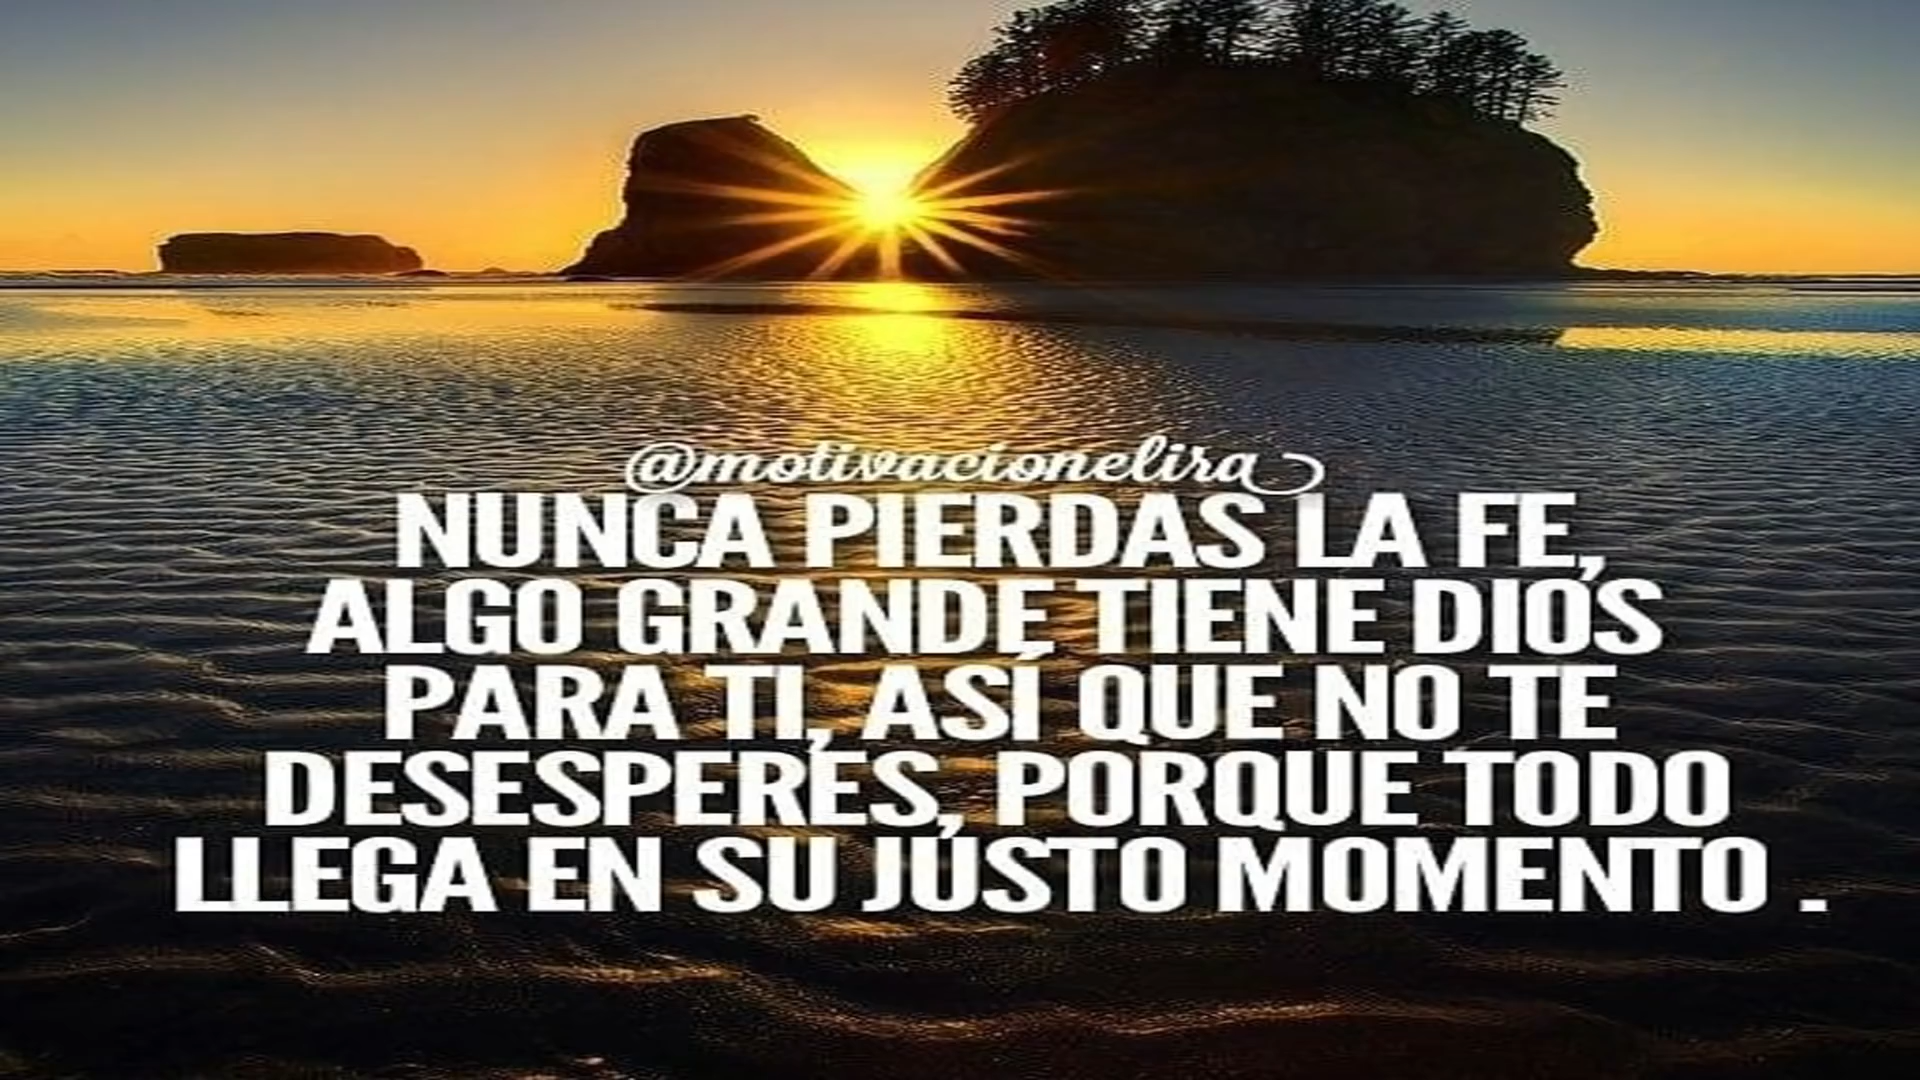 @motivacionelira
NUNCA PIERDAS LA FE,
ALGO GRANDE TIENE DIOS
PARA TI, ASÍ QUE NO TE
DESESPERES, PORQUE TODO
LLEGA EN SU JUSTO MOMENTO .